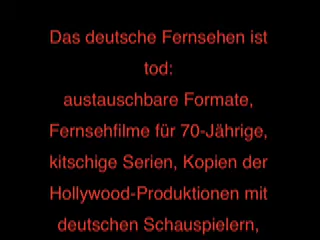 Das deutsche Fernsehen ist
tod:
austauschbare Formate,
Fernsehfilme für 70-Jährige,
kitschige Serien, Kopien der
Hollywood-Produktionen mit
deutschen Schauspielern,